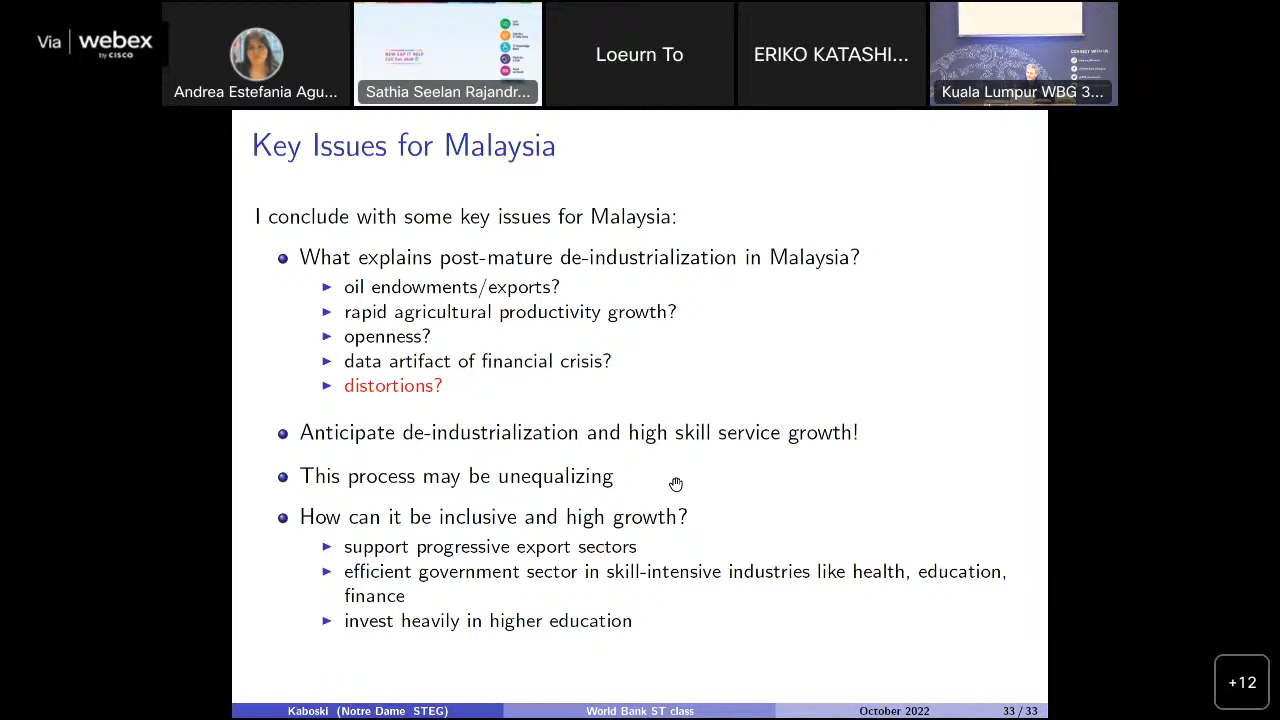 Via webex
by CISCO
Andrea Estefania Agu...
Sathia Seelan Rajandr...
Loeurn To
ERIKO KATASHI...
CONNECT WITH US
Kuala Lumpur WBG 3...
Key Issues for Malaysia
I conclude with some key issues for Malaysia:
What explains post-mature de-industrialization in Malaysia?
oil endowments/exports?
rapid agricultural productivity growth?
openness?
data artifact of financial crisis?
distortions?
Anticipate de-industrialization and high skill service growth!
This process may be unequalizing
How can it be inclusive and high growth?
support progressive export sectors
efficient government sector in skill-intensive industries like health, education,
finance
invest heavily in higher education
+12
Kaboski (Notre Dame STEG) World Bank ST class October 2022 33 / 33